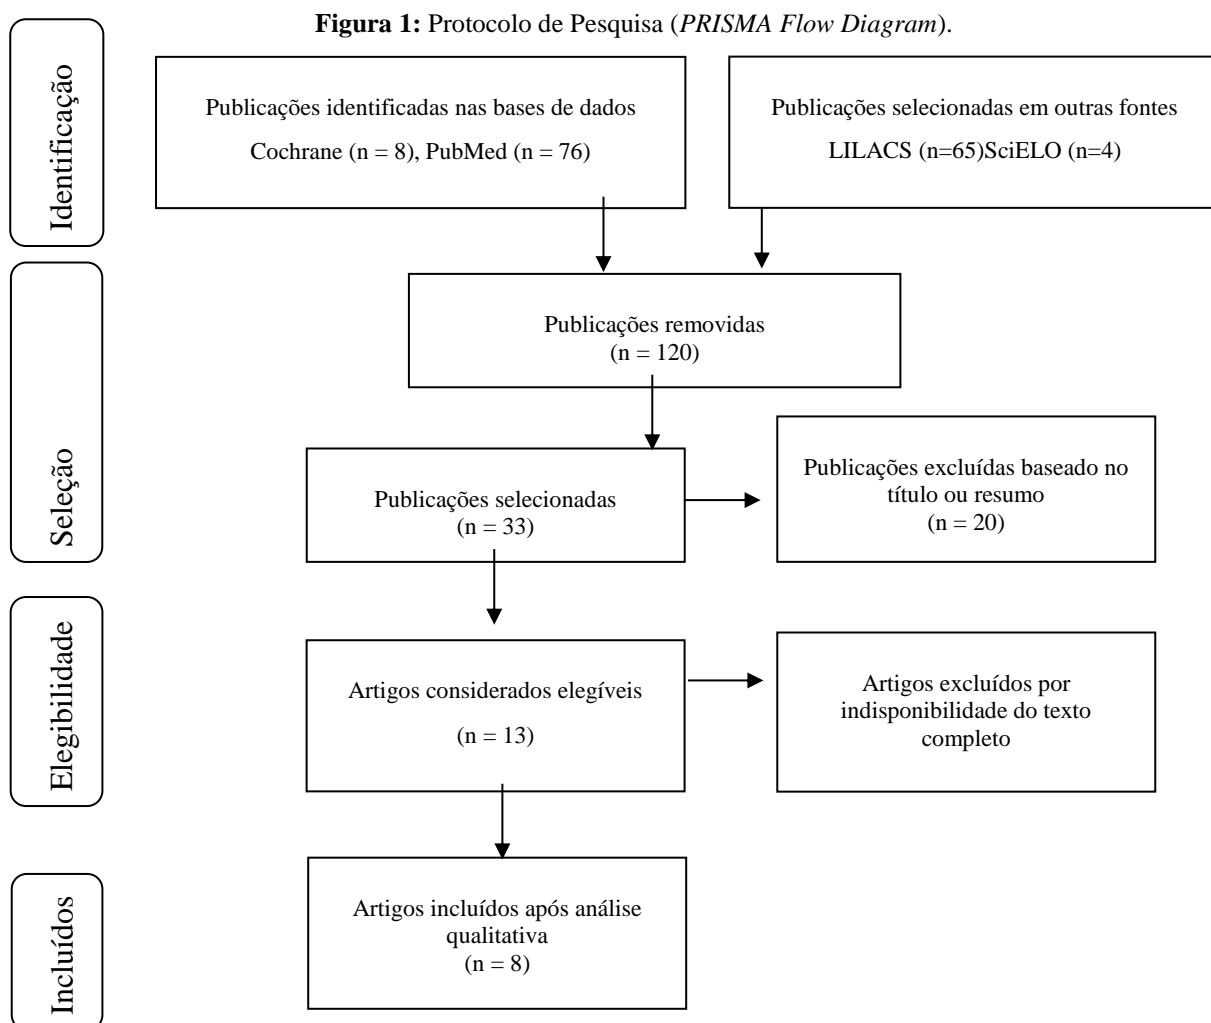 Figura 1: Protocolo de Pesquisa (PRISMA Flow Diagram).
Identificação
Publicações identificadas nas bases de dados
Cochrane (n = 8), PubMed (n = 76)
Publicações selecionadas em outras fontes
LILACS (n=65)SciELO (n=4)
Publicações removidas
(n = 120)
Seleção
Publicações selecionadas
(n = 33)
Publicações excluídas baseado no
título ou resumo
(n = 20)
Elegibilidade
Artigos considerados elegíveis
(n = 13)
Artigos excluídos por
indisponibilidade do texto
completo
Incluídos
Artigos incluídos após análise
qualitativa
(n = 8)